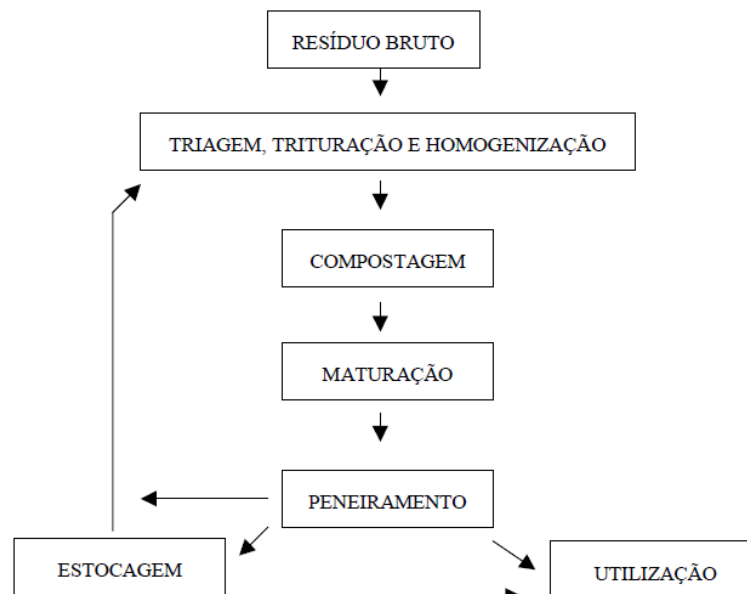 RESÍDUO BRUTO
TRIAGEM, TRITURAÇÃO E HOMOGENIZAÇÃO
COMPOSTAGEM
MATURAÇÃO
PENEIRAMENTO
ESTOCAGEM
UTILIZAÇÃO